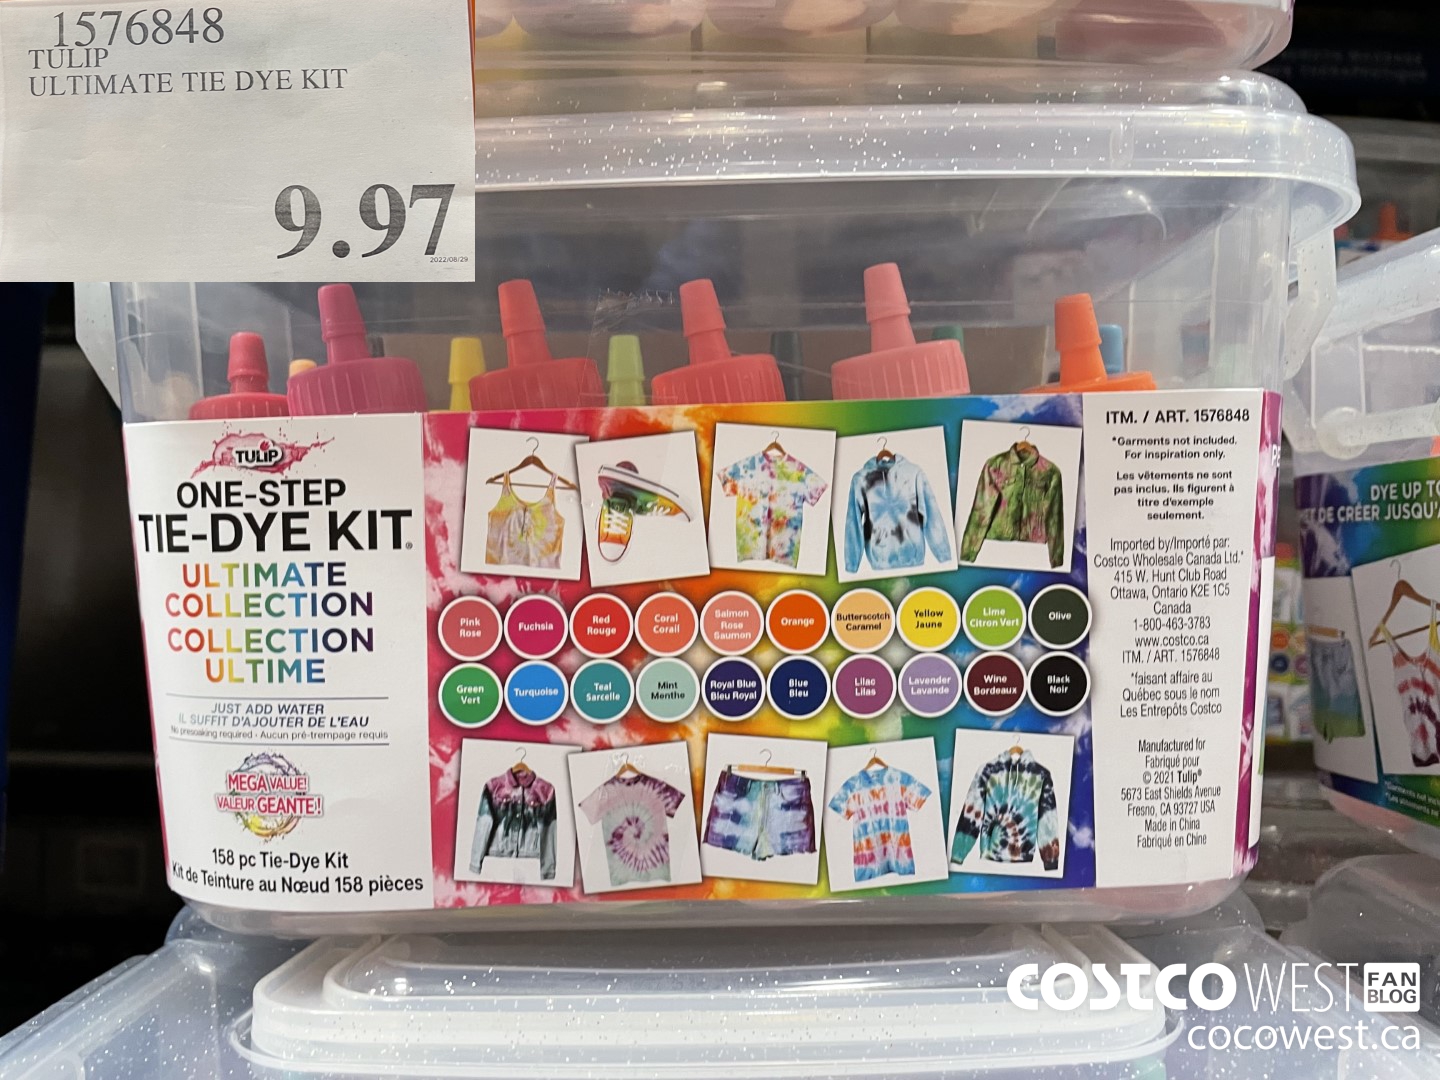 1576848
TULIP
ULTIMATE TIE DYE KIT
9.97
2022/08/29
TULIP
ONE-STEP
TIE-DYE KIT®
ULTIMATE
COLLECTION
COLLECTION
ULTIME
JUST ADD WATER
IL SUFFIT D'AJOUTER DE L'EAU
No presoaking required · Aucun pré-trempage requis
MEGA VALUE!
VALEUR GEANTE!
158 pc Tie-Dye Kit
Kit de Teinture au Nœud 158 pièces
Pink
Rose
Fuchsia
Red
Rouge
Coral
Corail
Salmon
Rose
Saumon
Orange
Butterscotch
Caramel
Yellow
Jaune
Lime
Citron Vert
Olive
Green
Vert
Turquoise
Teal
Sarcelle
Mint
Menthe
Royal Blue
Bleu Royal
Blue
Bleu
Lilac
Lilas
Lavender
Lavande
Wine
Bordeaux
Black
Noir
ITM. / ART. 1576848
*Garments not included.
For inspiration only.
Les vêtements ne sont
pas inclus. Ils figurent à
titre d'exemple
seulement.
Imported by/Importé par:
Costco Wholesale Canada Ltd.*
415 W. Hunt Club Road
Ottawa, Ontario K2E 1C5
Canada
1-800-463-3783
www.costco.ca
ITM. / ART. 1576848
*faisant affaire au
Québec sous le nom
Les Entrepôts Costco
Manufactured for
Fabriqué pour
© 2021 Tulip®
5673 East Shields Avenue
Fresno, CA 93727 USA
Made in China
Fabriqué en Chine
DYE UP TO
DE CRÉER JUSQU'À
COSTCO WEST FAN BLOG
cocowest.ca